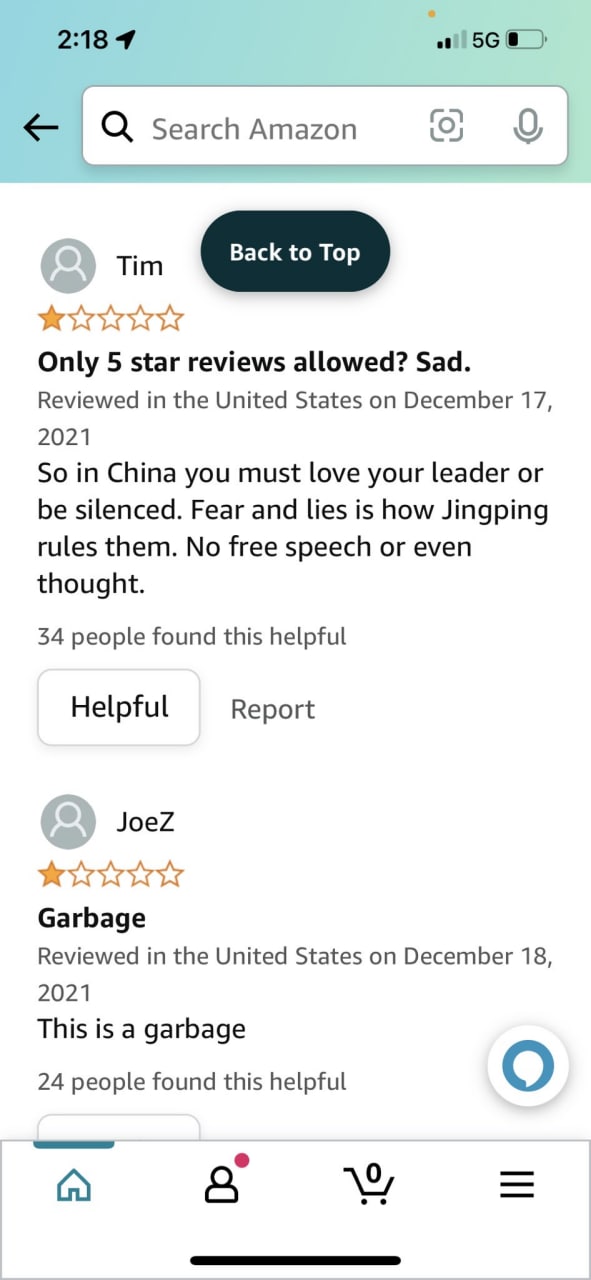 2:18
5G
Search Amazon
Back to Top
Tim
Only 5 star reviews allowed? Sad.
Reviewed in the United States on December 17,
2021
So in China you must love your leader or
be silenced. Fear and lies is how Jingping
rules them. No free speech or even
thought.
34 people found this helpful
Helpful
Report
JoeZ
Garbage
Reviewed in the United States on December 18,
2021
This is a garbage
24 people found this helpful
0